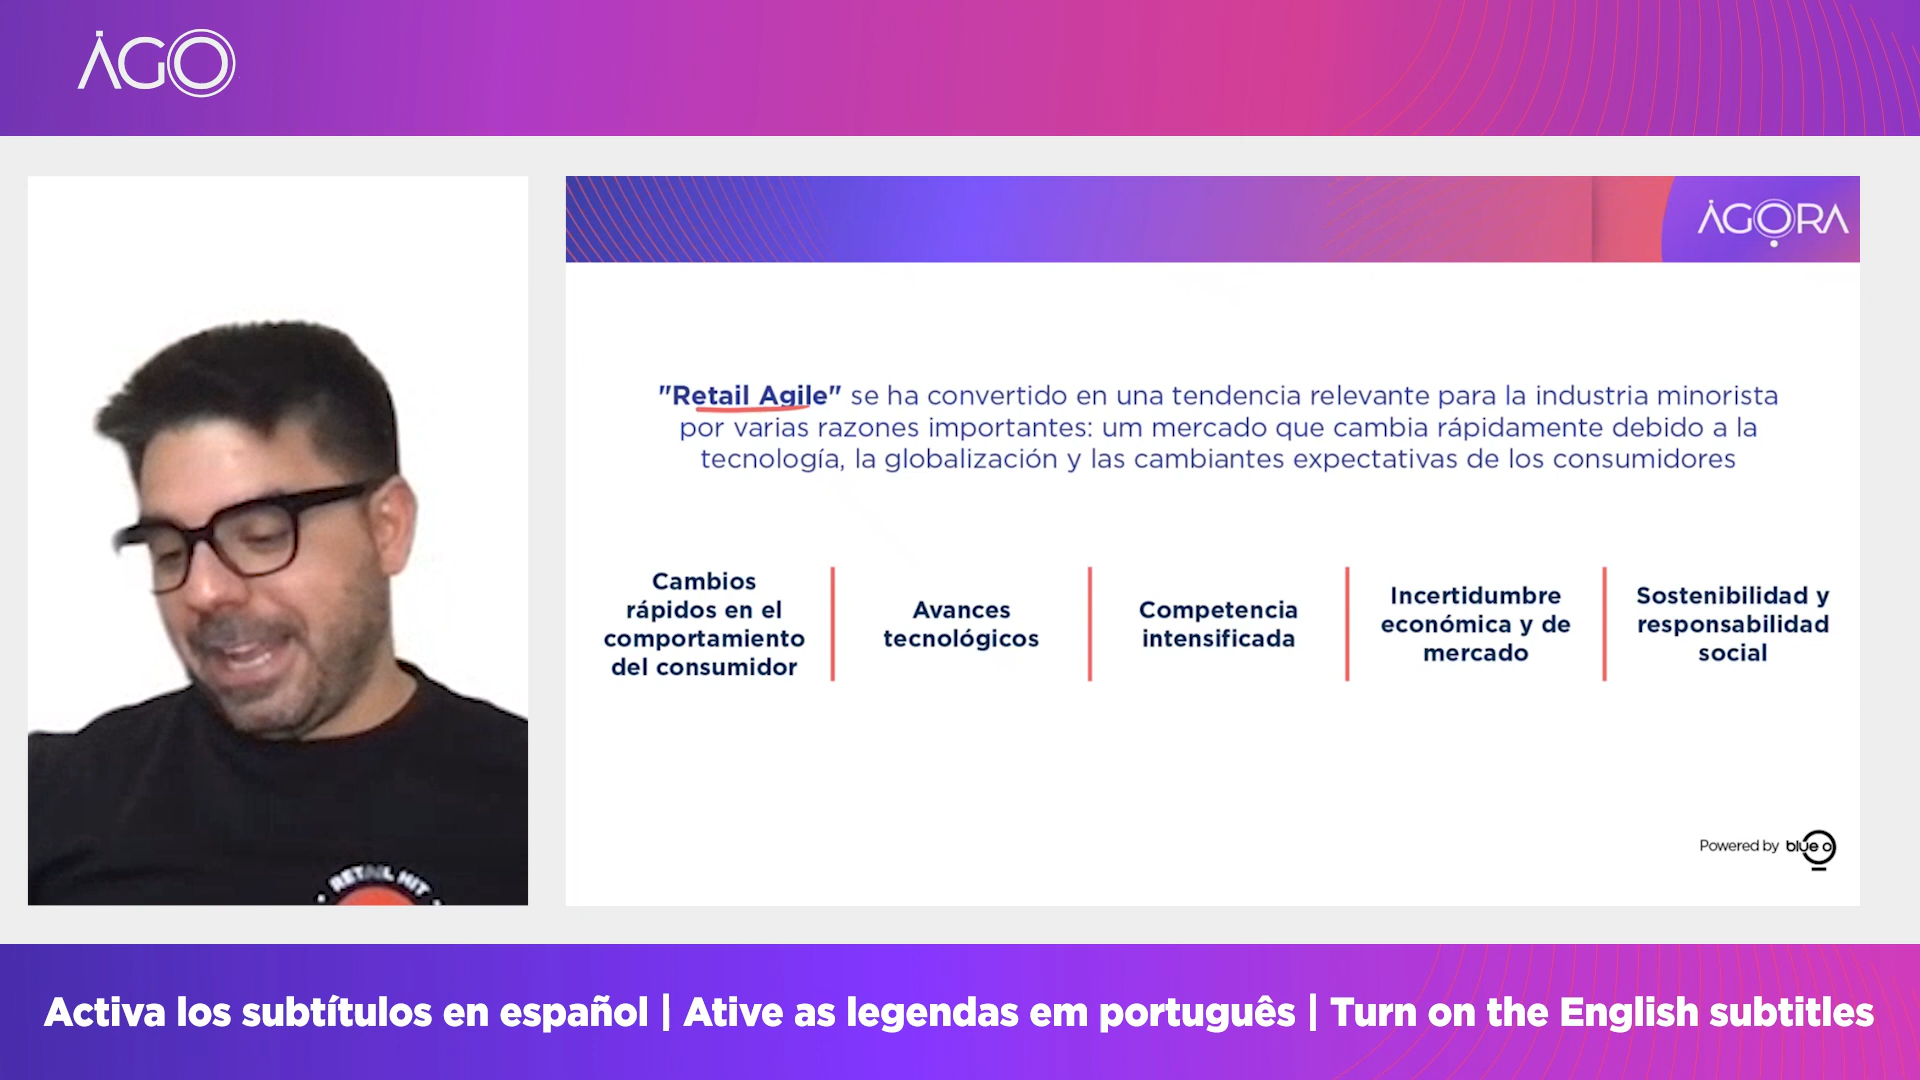 ÁGO
ÁGORA
"Retail Agile" se ha convertido en una tendencia relevante para la industria minorista
por varias razones importantes: um mercado que cambia rápidamente debido a la
tecnología, la globalización y las cambiantes expectativas de los consumidores
Cambios
rápidos en el
comportamiento
del consumidor
Avances
tecnológicos
Competencia
intensificada
Incertidumbre
económica y de
mercado
Sostenibilidad y
responsabilidad
social
Powered by blue o
RETAIL HIT
Activa los subtítulos en español | Ative as legendas em português | Turn on the English subtitles